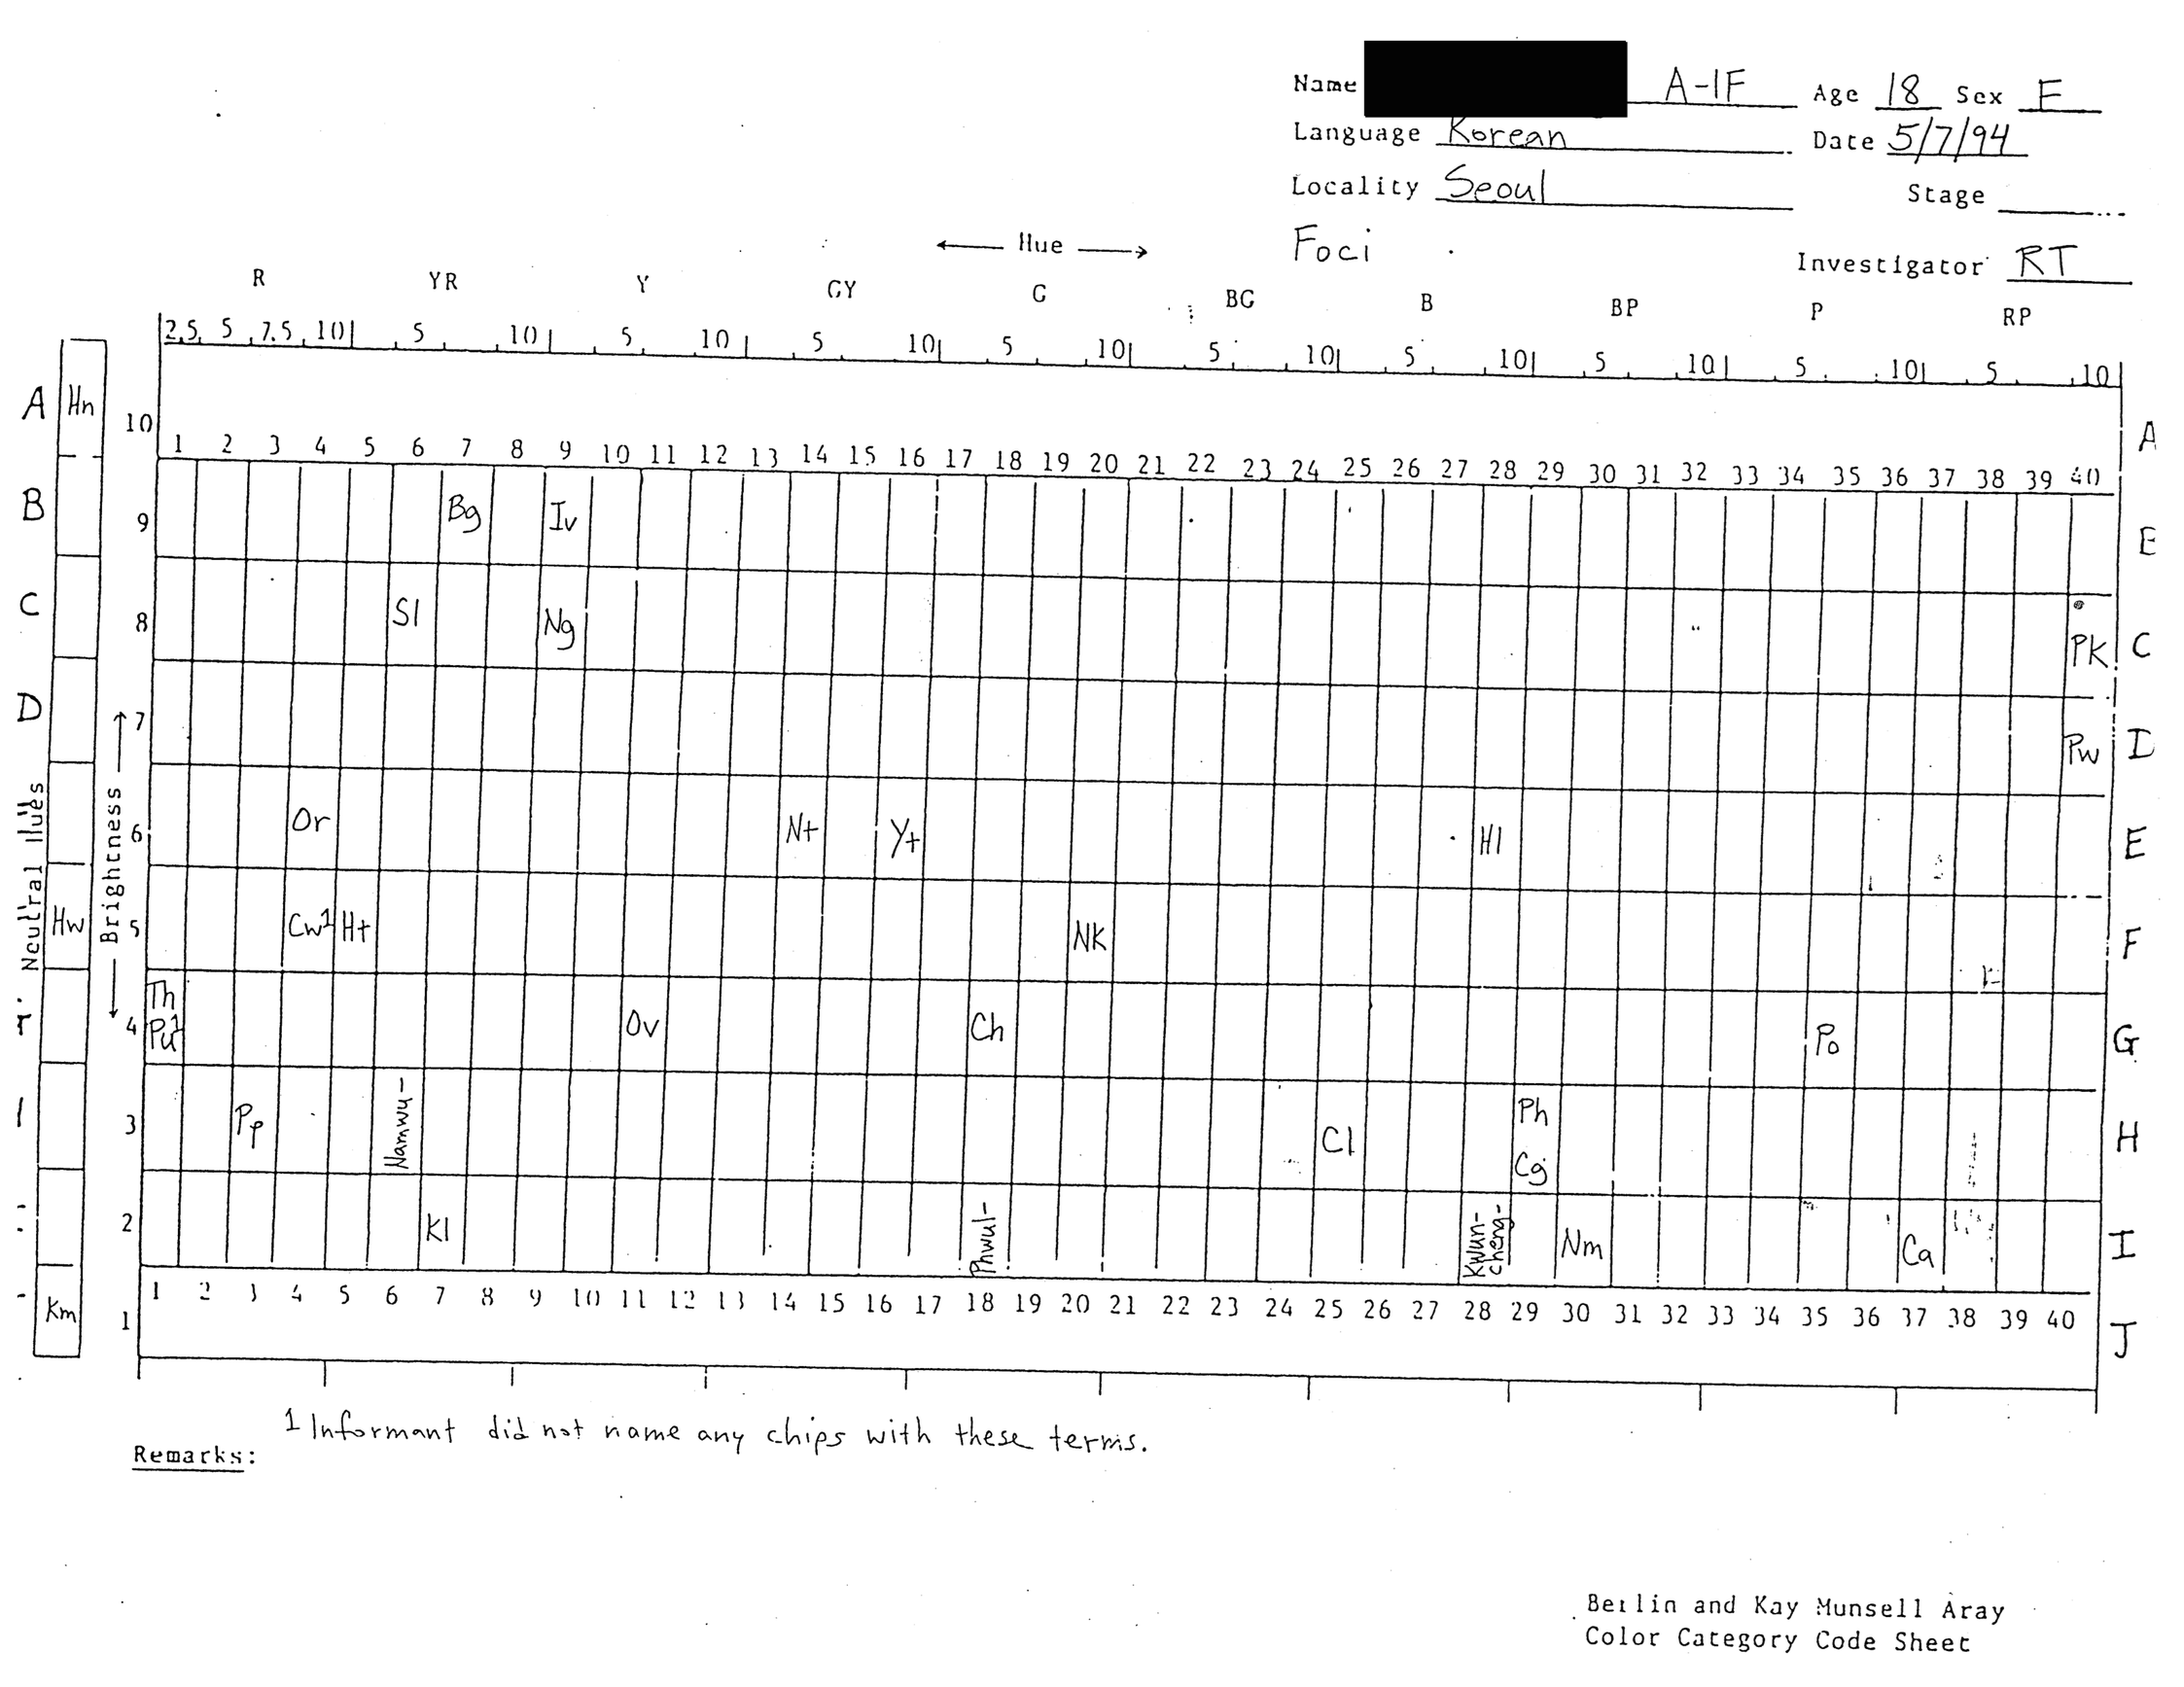 Name A-1F Age 18 Sex F
Language Korean Date 5/7/94
Locality Seoul Stage
Foci
Investigator RT
← Hue →
R YR Y GY G BG B BP P RP
2.5 5 7.5 10 5 10 5 10 5 10 5 10 5 10 5 10 5 10 5 10 5 10
A Hn 10 A
1 2 3 4 5 6 7 8 9 10 11 12 13 14 15 16 17 18 19 20 21 22 23 24 25 26 27 28 29 30 31 32 33 34 35 36 37 38 39 40
B 9 Bg Iv
C 8 Sl Ng Pk C
D 7 Pw D
Neutral Hues
← Brightness →
6 Or N+ Y+ Hl E
Hw 5 Cw1 H+ NK F
4 Th Pu1 Ov Ch Po G
3 Pp Namwu- Cl Ph Cg H
2 Kl Phwul- Kwun-cheng- Nm Ca I
1 2 3 4 5 6 7 8 9 10 11 12 13 14 15 16 17 18 19 20 21 22 23 24 25 26 27 28 29 30 31 32 33 34 35 36 37 38 39 40
Km 1 J
1 Informant did not name any chips with these terms.
Remarks:
Berlin and Kay Munsell Aray
Color Category Code Sheet